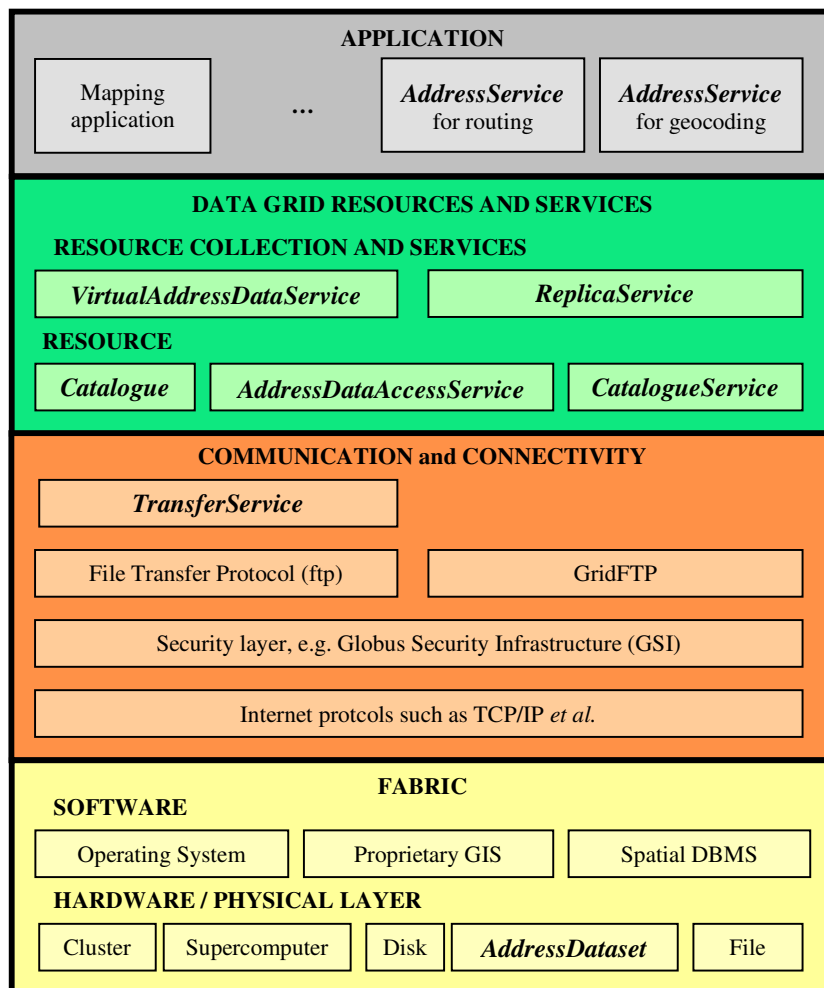 APPLICATION
Mapping
application
...
AddressService
for routing
AddressService
for geocoding
DATA GRID RESOURCES AND SERVICES
RESOURCE COLLECTION AND SERVICES
VirtualAddressDataService
ReplicaService
RESOURCE
Catalogue
AddressDataAccessService
CatalogueService
COMMUNICATION and CONNECTIVITY
TransferService
File Transfer Protocol (ftp)
GridFTP
Security layer, e.g. Globus Security Infrastructure (GSI)
Internet protcols such as TCP/IP et al.
FABRIC
SOFTWARE
Operating System
Proprietary GIS
Spatial DBMS
HARDWARE / PHYSICAL LAYER
Cluster
Supercomputer
Disk
AddressDataset
File